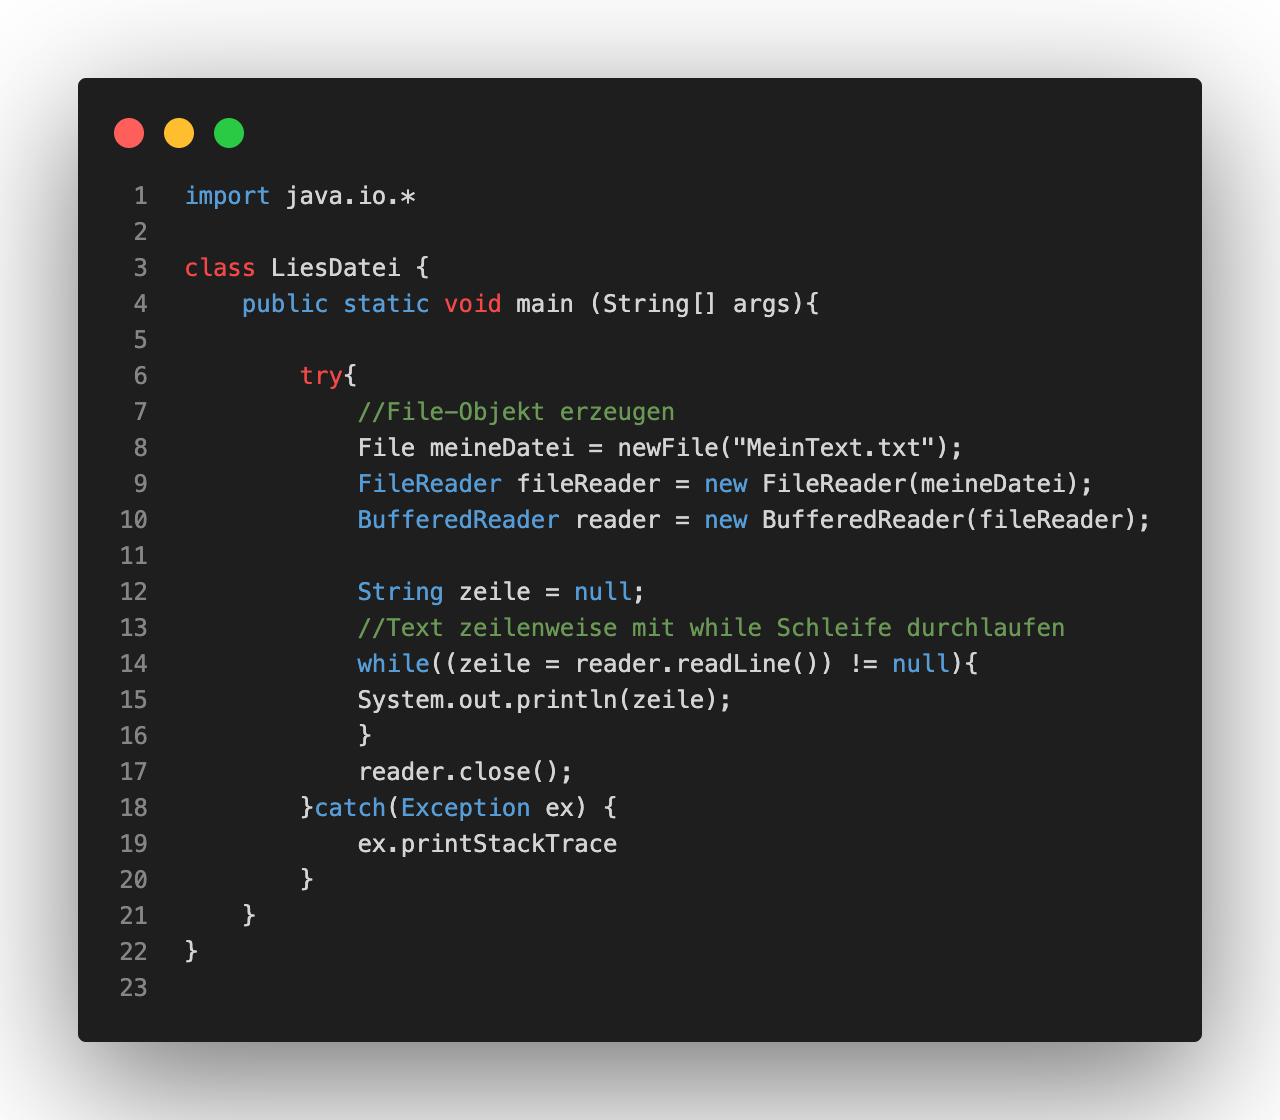 1 import java.io.*
2
3 class LiesDatei {
4     public static void main (String[] args){
5
6         try{
7             //File-Objekt erzeugen
8             File meineDatei = newFile("MeinText.txt");
9             FileReader fileReader = new FileReader(meineDatei);
10             BufferedReader reader = new BufferedReader(fileReader);
11
12             String zeile = null;
13             //Text zeilenweise mit while Schleife durchlaufen
14             while((zeile = reader.readLine()) != null){
15             System.out.println(zeile);
16             }
17             reader.close();
18         }catch(Exception ex) {
19             ex.printStackTrace
20         }
21     }
22 }
23